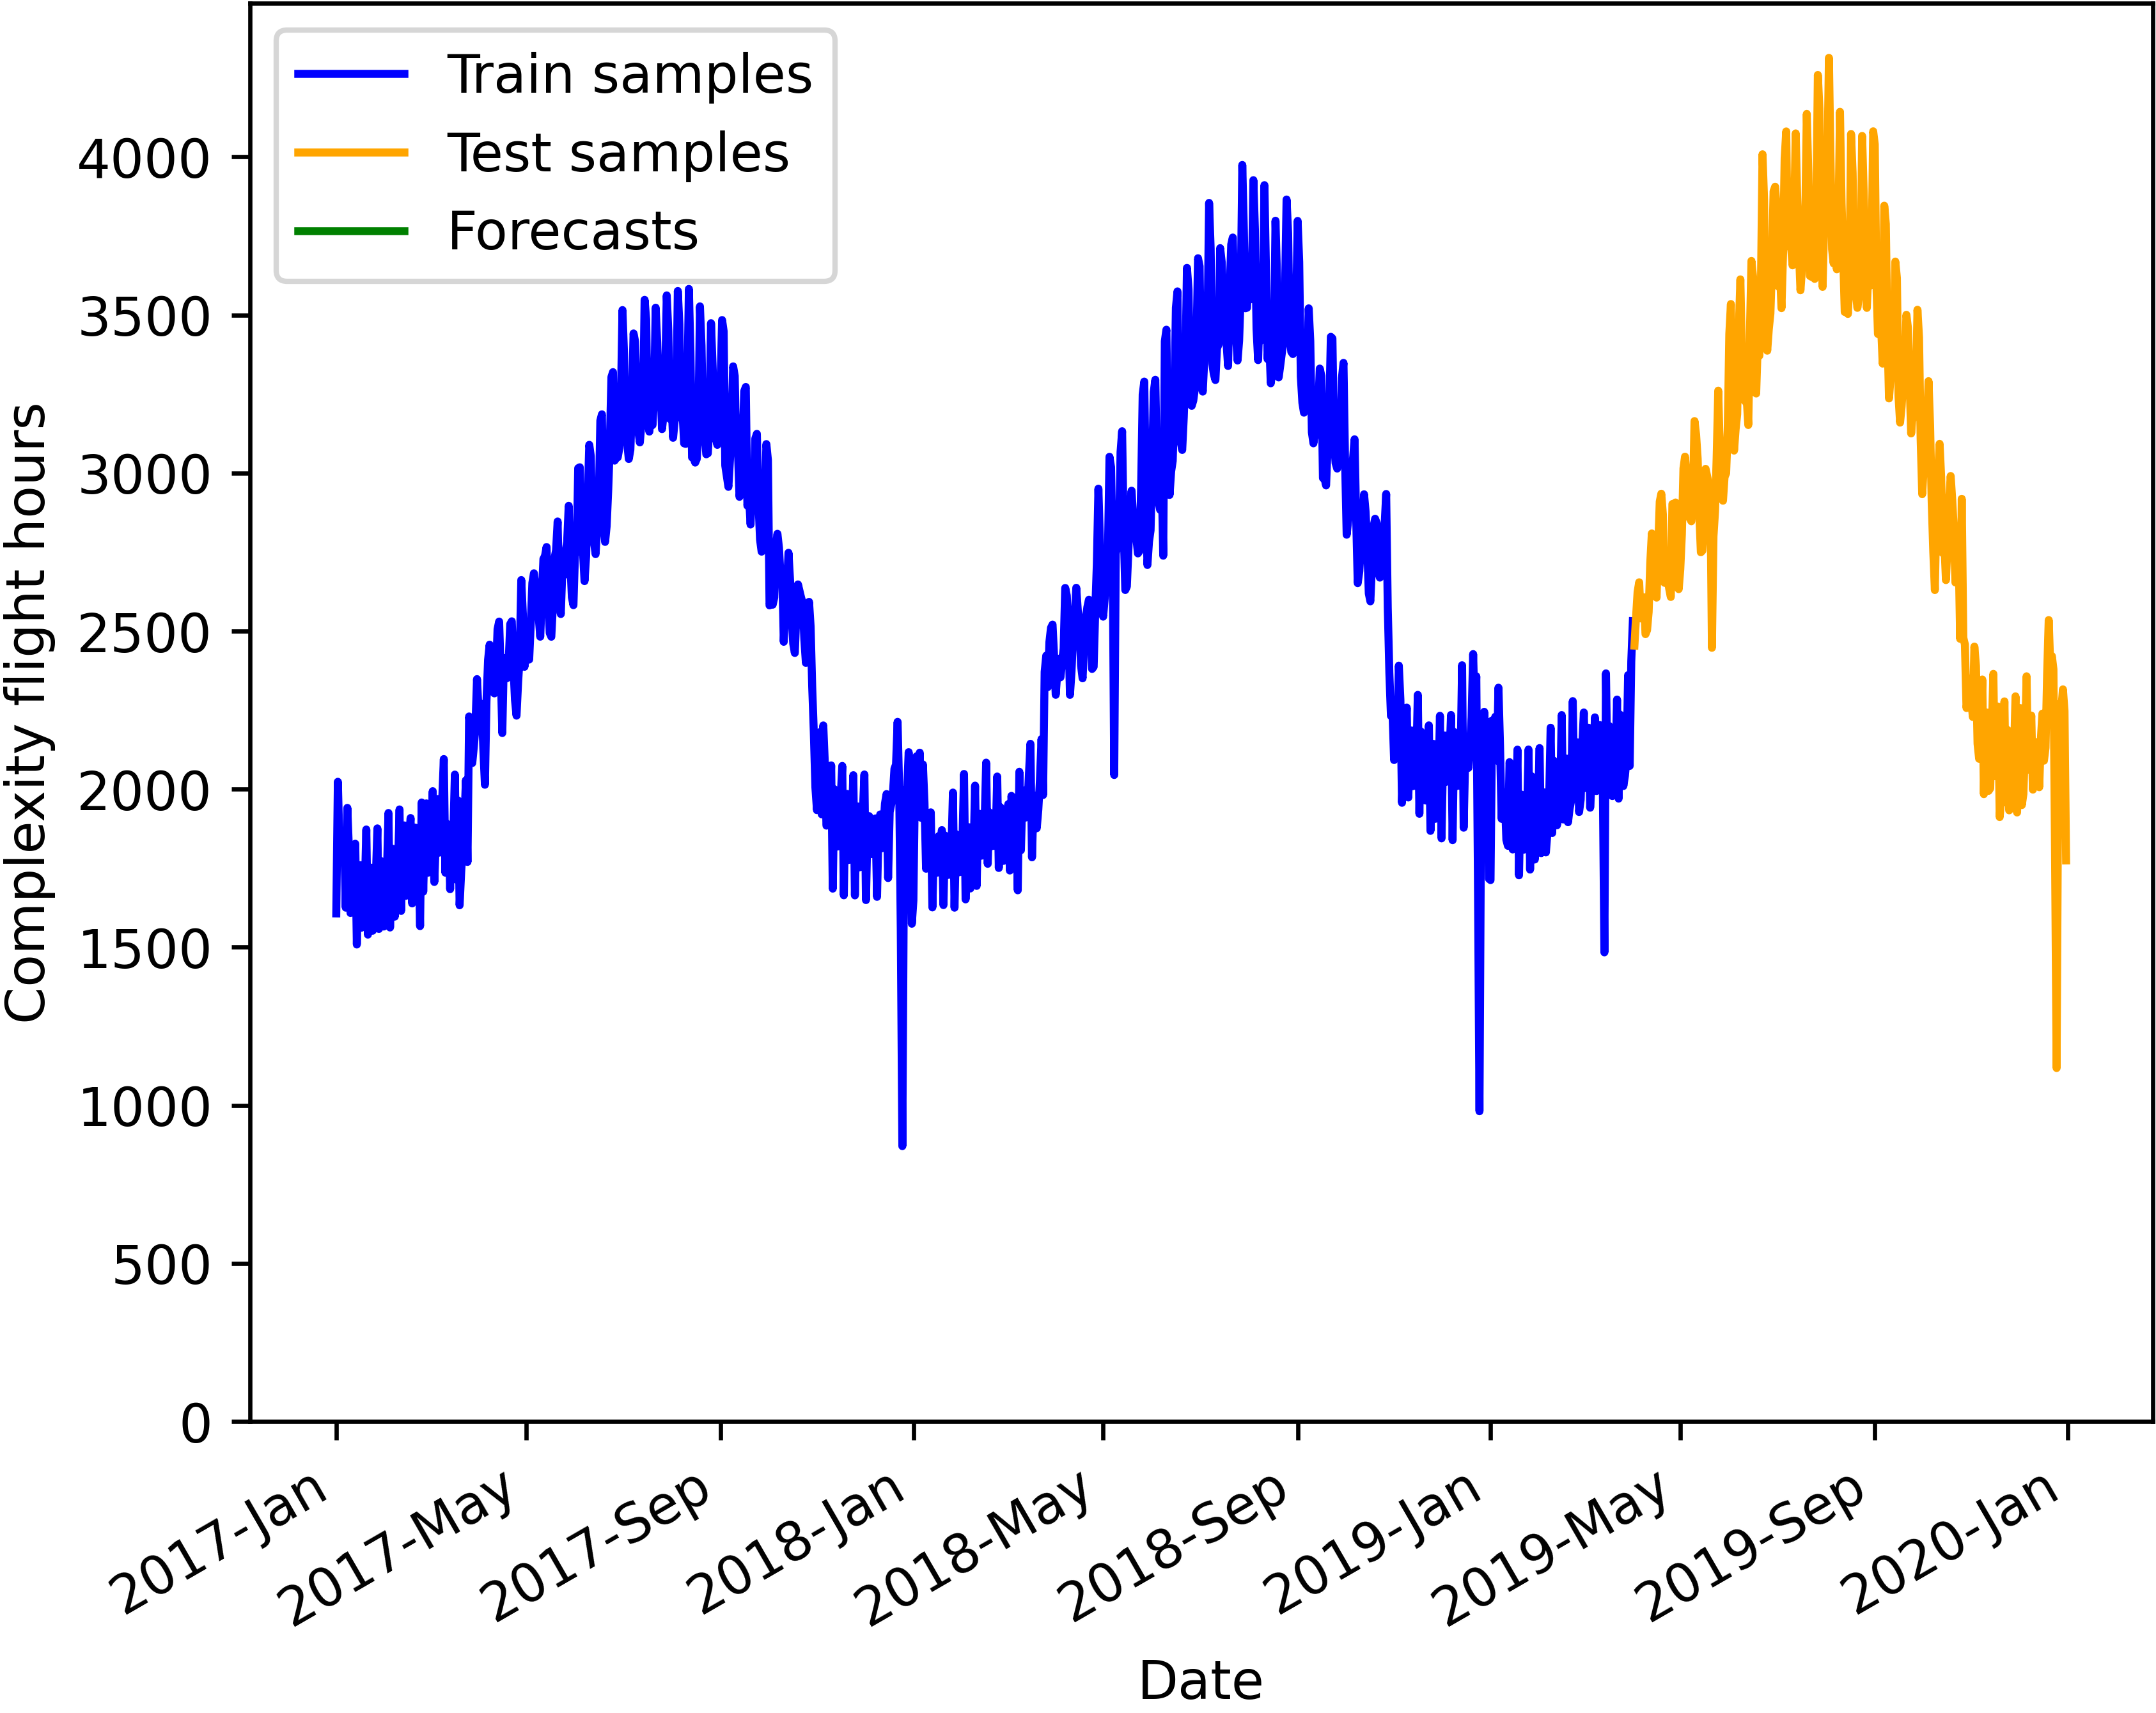 Train samples
Test samples
Forecasts
Complexity flight hours
4000
3500
3000
2500
2000
1500
1000
500
0
2017-Jan
2017-May
2017-Sep
2018-Jan
2018-May
2018-Sep
2019-Jan
2019-May
2019-Sep
2020-Jan
Date